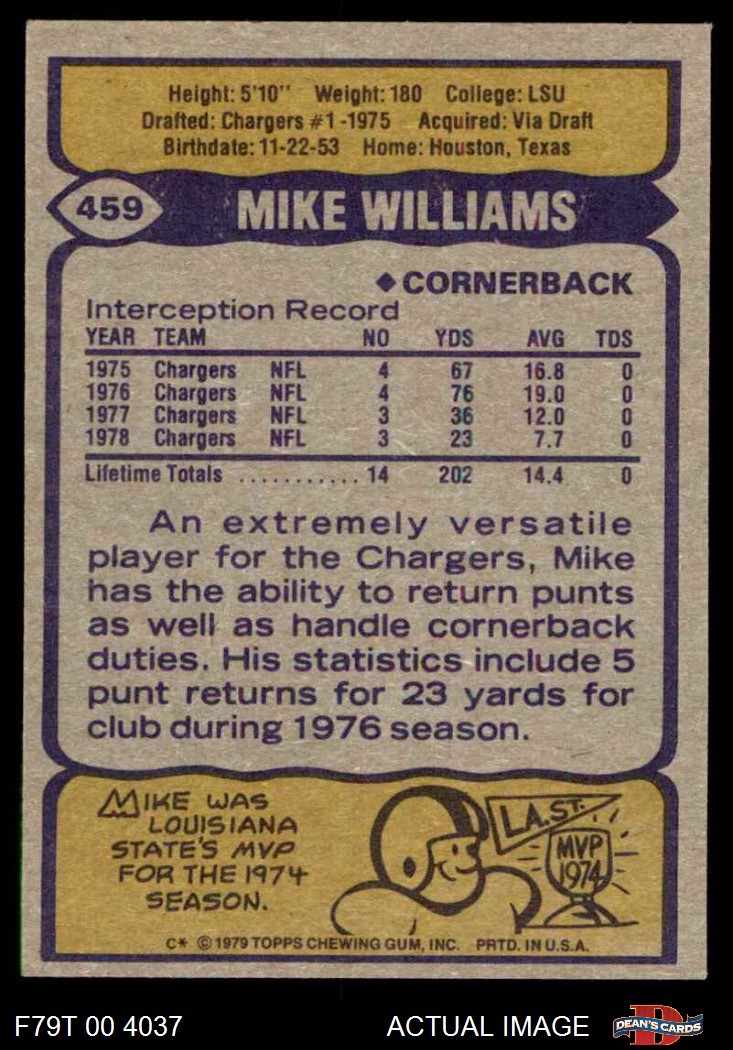 Height: 5'10'' Weight: 180 College: LSU
Drafted: Chargers #1 -1975 Acquired: Via Draft
Birthdate: 11-22-53 Home: Houston, Texas
459 MIKE WILLIAMS
◆ CORNERBACK
Interception Record
YEAR TEAM NO YDS AVG TDS
1975 Chargers NFL 4 67 16.8 0
1976 Chargers NFL 4 76 19.0 0
1977 Chargers NFL 3 36 12.0 0
1978 Chargers NFL 3 23 7.7 0
Lifetime Totals ........... 14 202 14.4 0
An extremely versatile
player for the Chargers, Mike
has the ability to return punts
as well as handle cornerback
duties. His statistics include 5
punt returns for 23 yards for
club during 1976 season.
MIKE WAS
LOUISIANA
STATE'S MVP
FOR THE 1974
SEASON.
L.A.ST.
MVP
1974
C* © 1979 TOPPS CHEWING GUM, INC. PRTD. IN U.S.A.
F79T 00 4037 ACTUAL IMAGE
D
DEAN'S CARDS